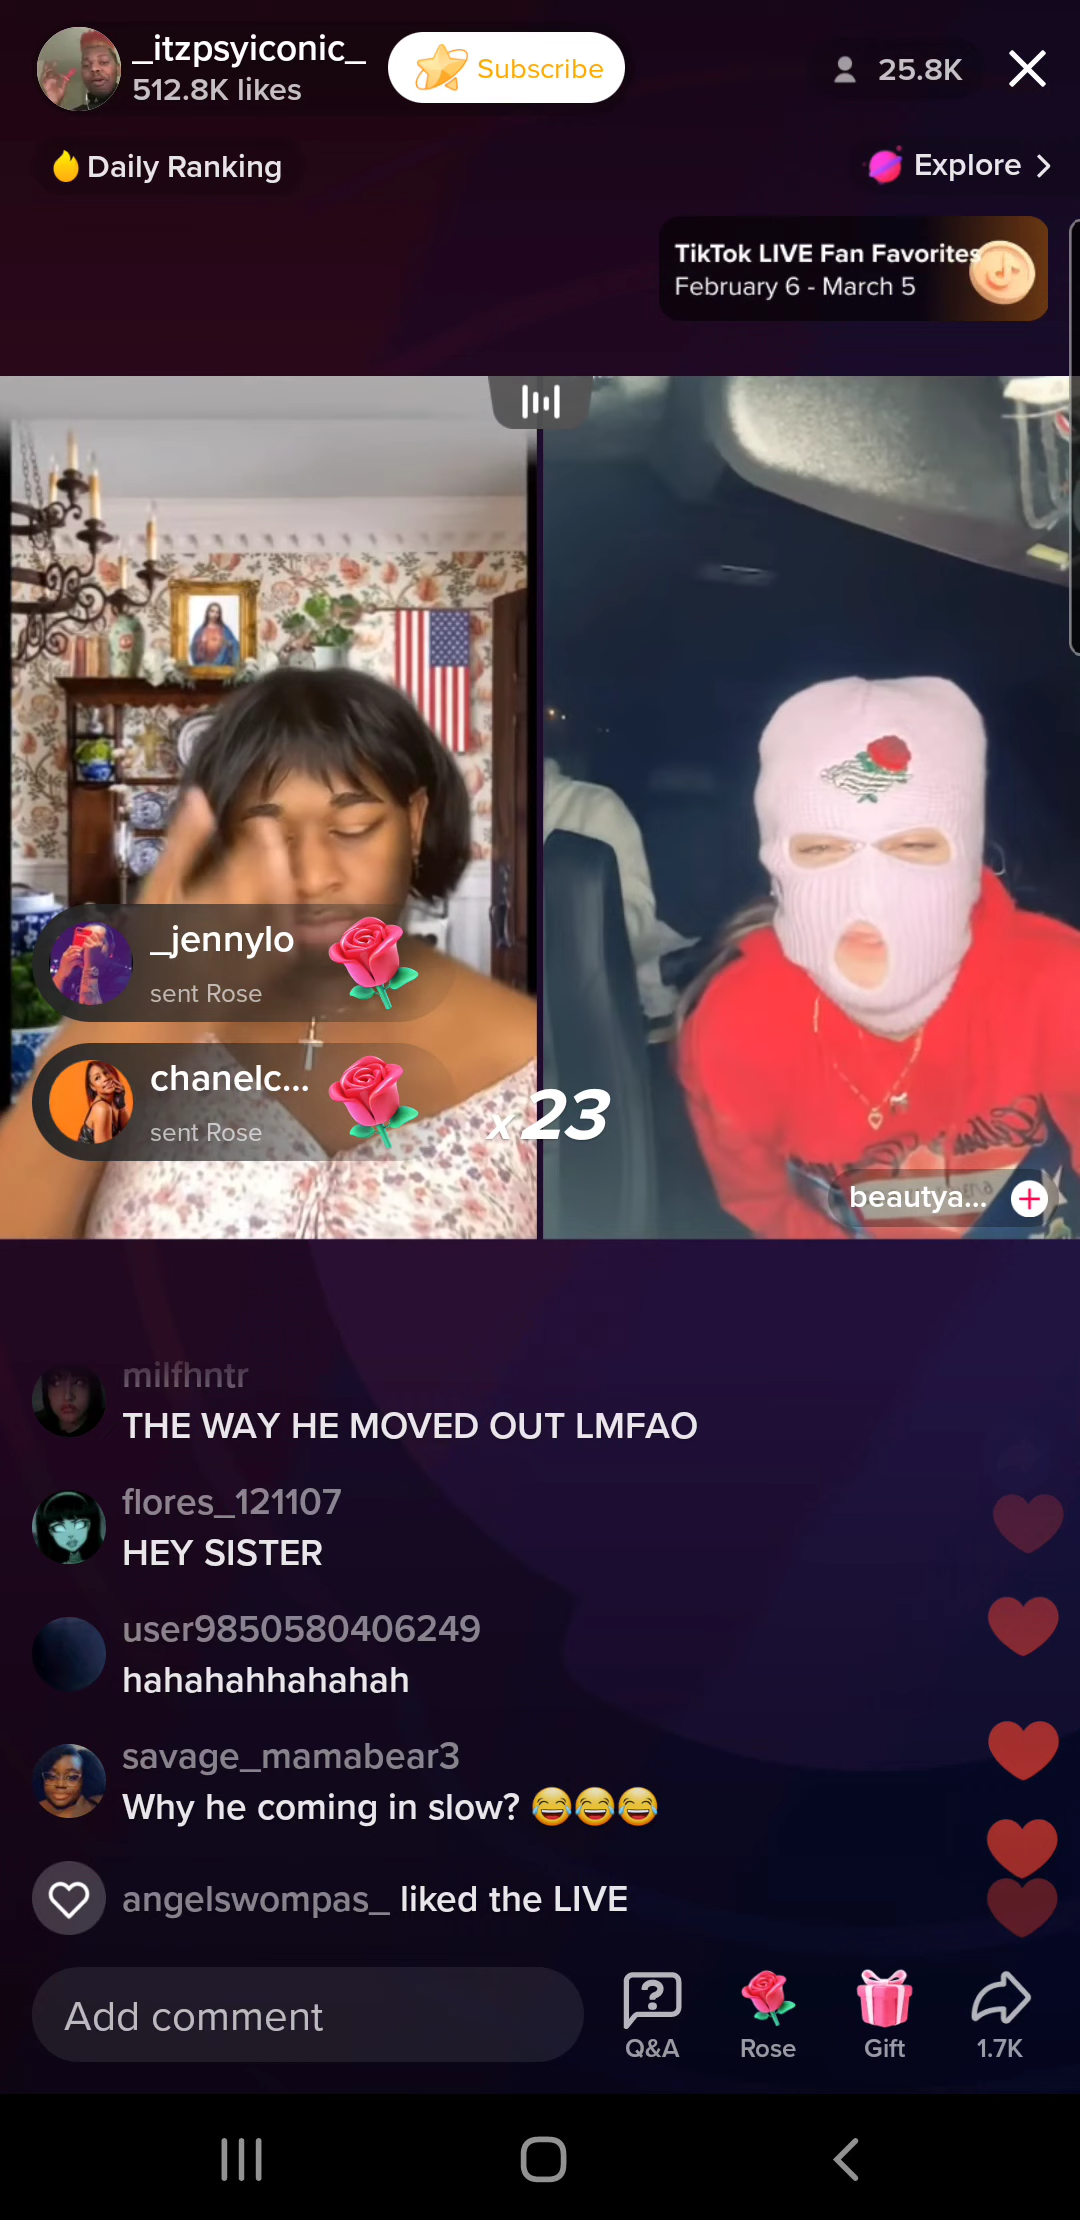 _itzpsyiconic_
512.8K likes
Subscribe
25.8K
Daily Ranking
Explore
TikTok LIVE Fan Favorites
February 6 - March 5
_jennylo
sent Rose
chanelc...
sent Rose
x23
beautya...
milfhntr
THE WAY HE MOVED OUT LMFAO
flores_121107
HEY SISTER
user9850580406249
hahahahhahahah
savage_mamabear3
Why he coming in slow? 😂😂😂
angelswompas_ liked the LIVE
Add comment
Q&A
Rose
Gift
1.7K